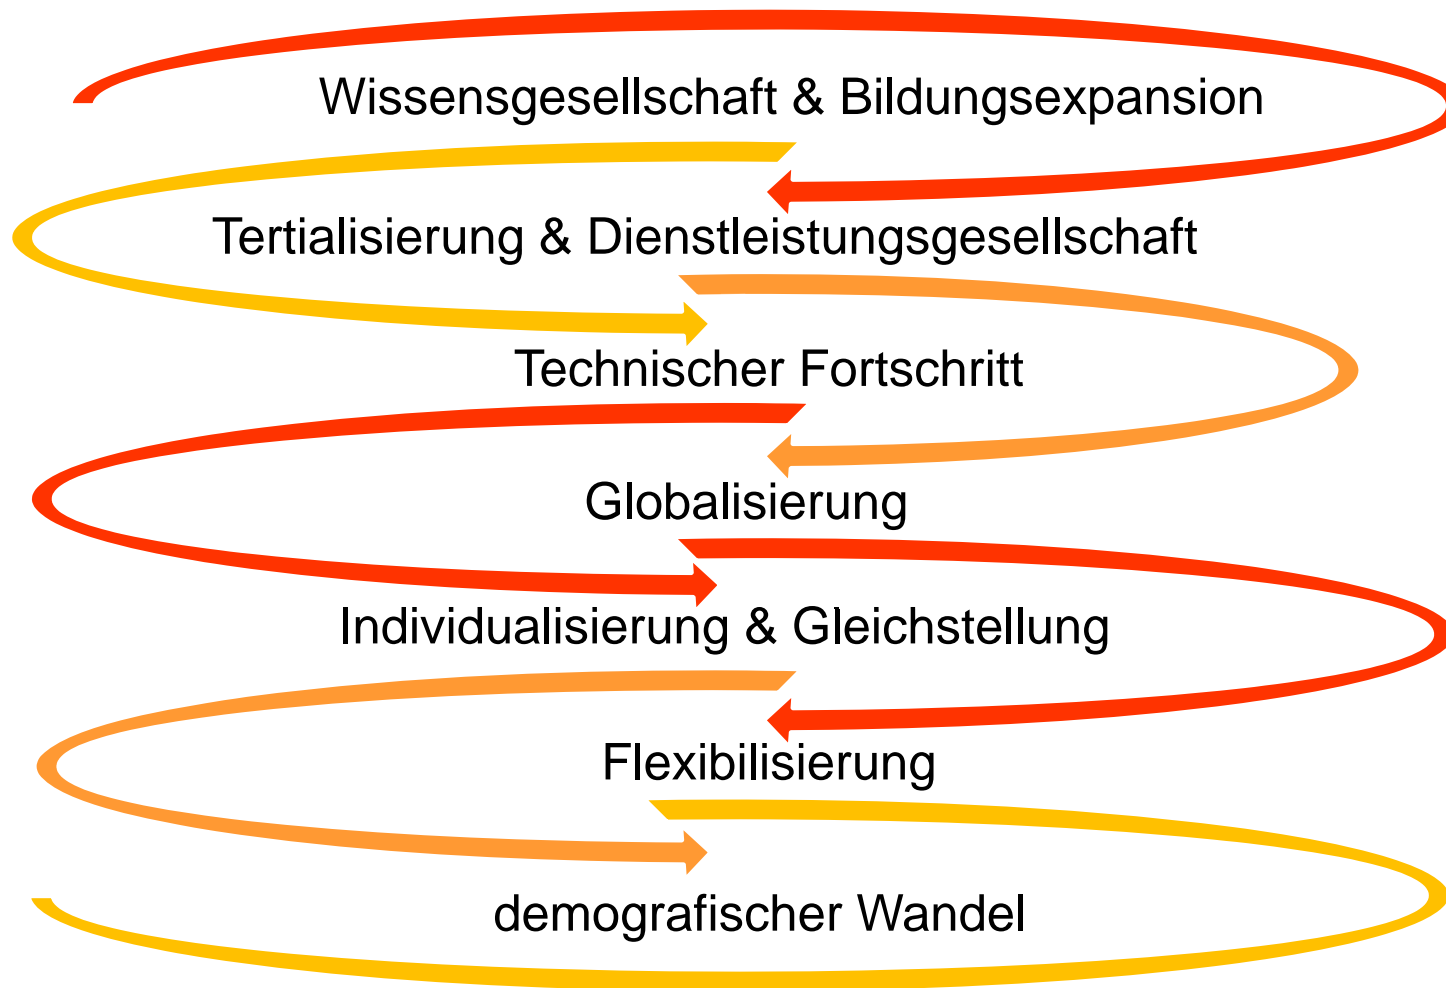 Wissensgesellschaft & Bildungsexpansion
Tertialisierung & Dienstleistungsgesellschaft
Technischer Fortschritt
Globalisierung
Individualisierung & Gleichstellung
Flexibilisierung
demografischer Wandel